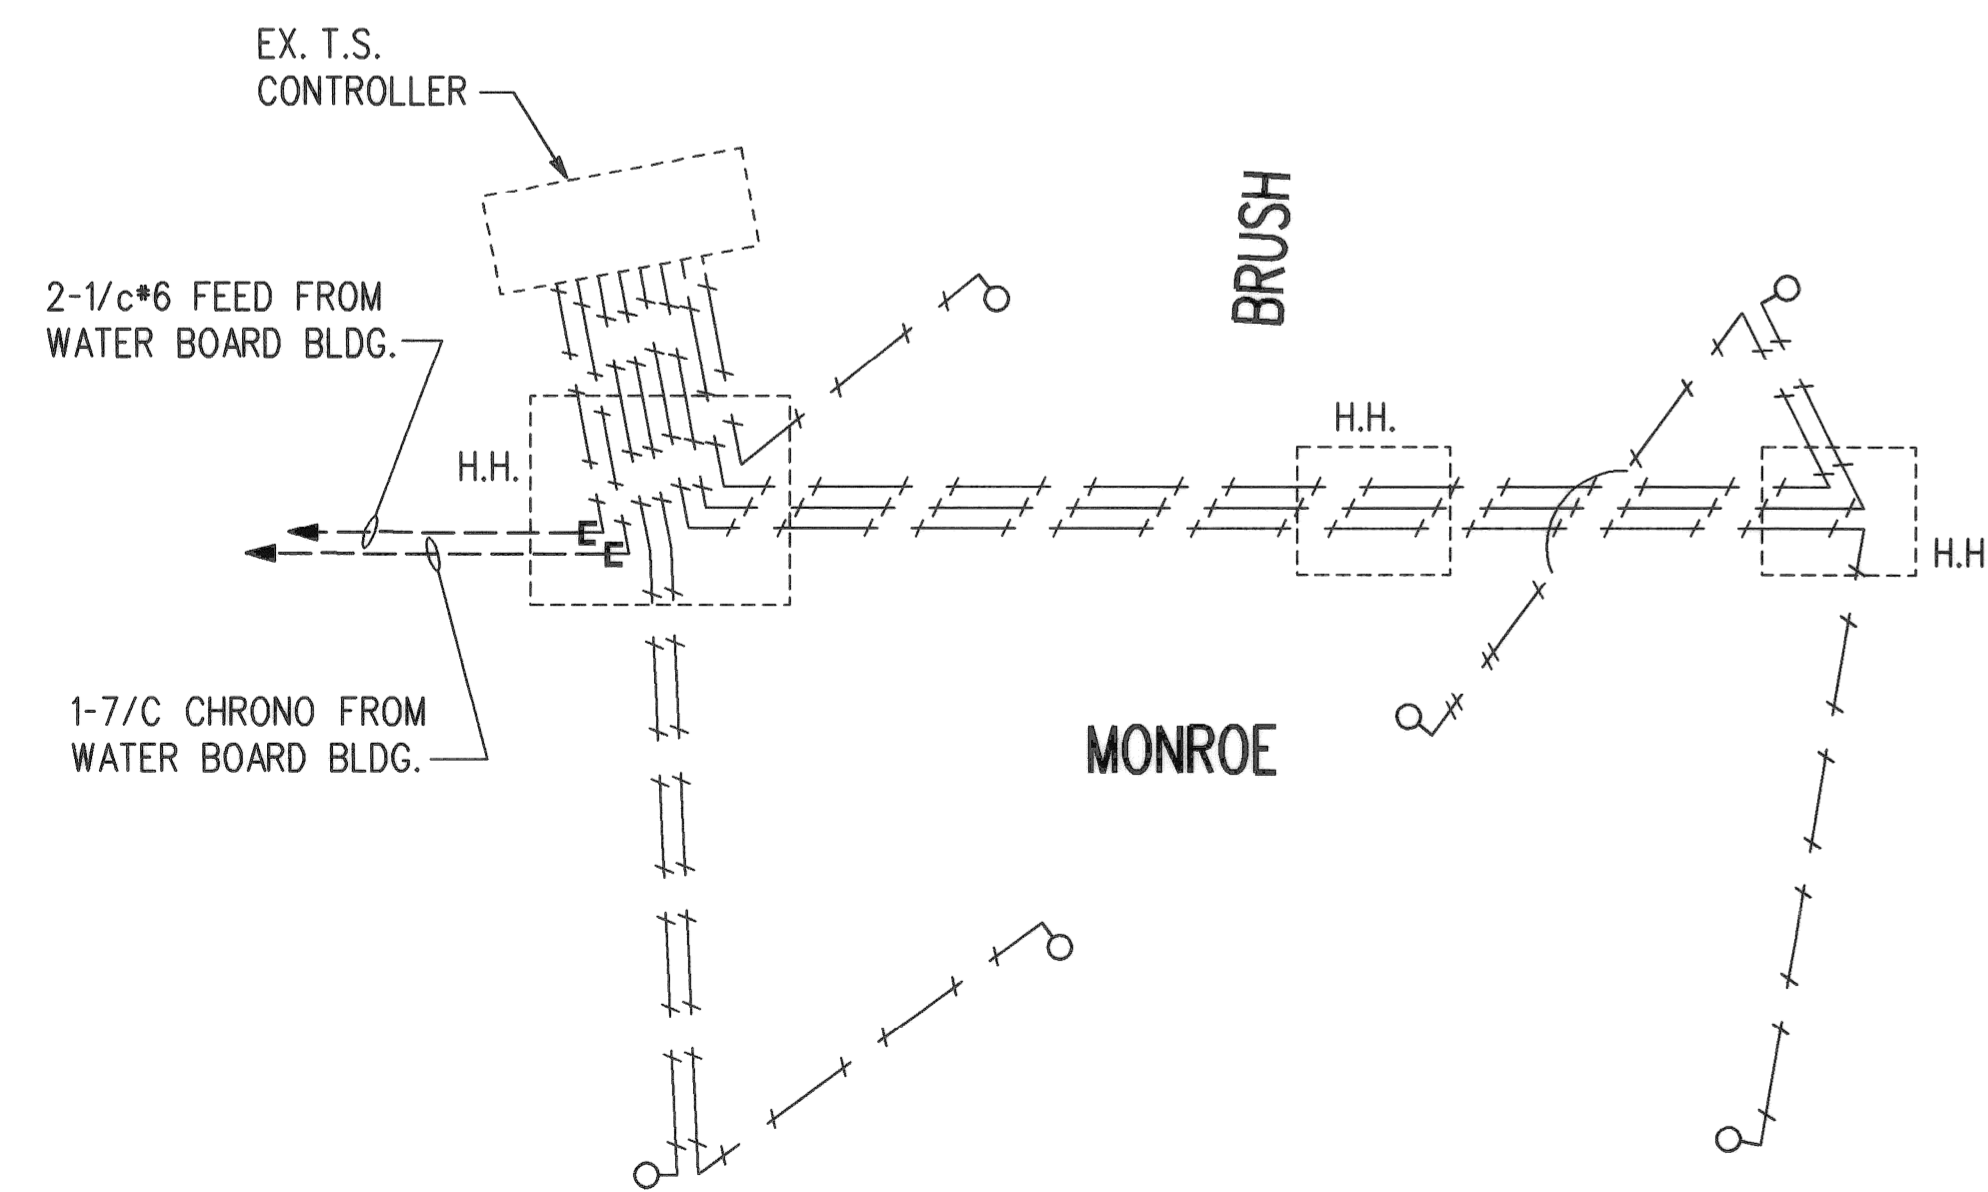 EX. T.S.
CONTROLLER
BRUSH
2-1/c#6 FEED FROM
WATER BOARD BLDG.
H.H.
H.H.
H.H
1-7/C CHRONO FROM
WATER BOARD BLDG.
MONROE